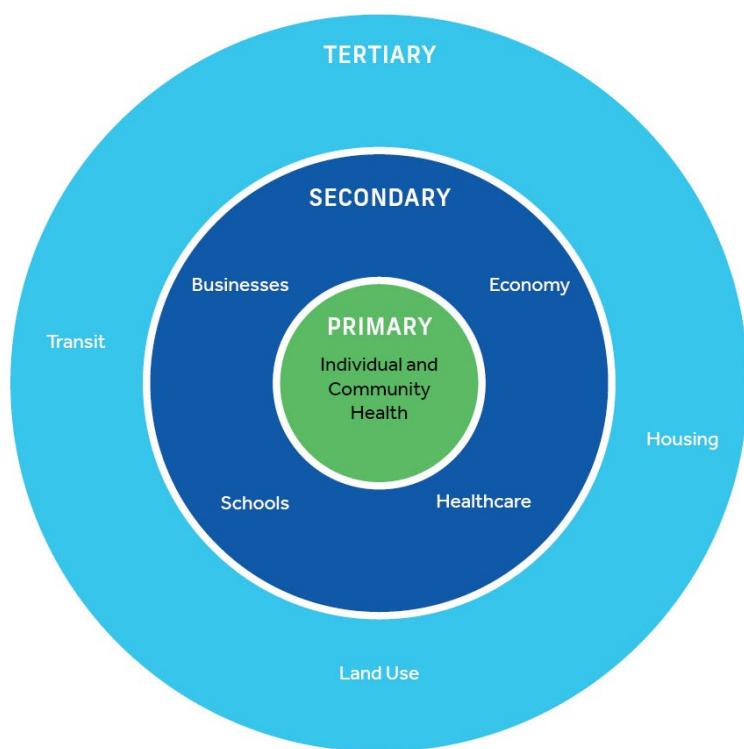 TERTIARY
SECONDARY
Businesses
Economy
PRIMARY
Individual and
Community
Health
Transit
Housing
Schools
Healthcare
Land Use